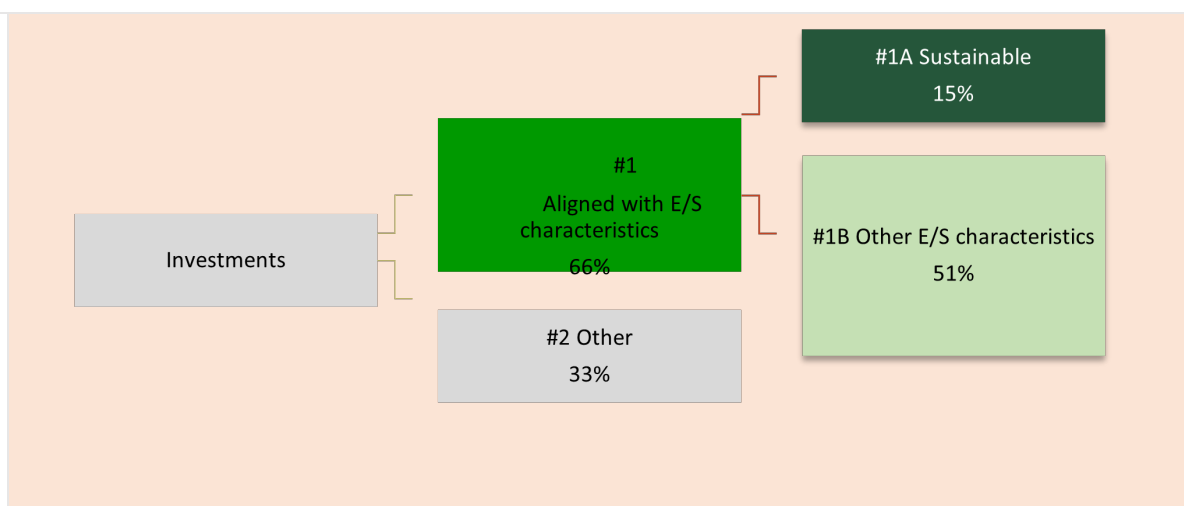 Investments
#1
Aligned with E/S
characteristics
66%
#2 Other
33%
#1A Sustainable
15%
#1B Other E/S characteristics
51%